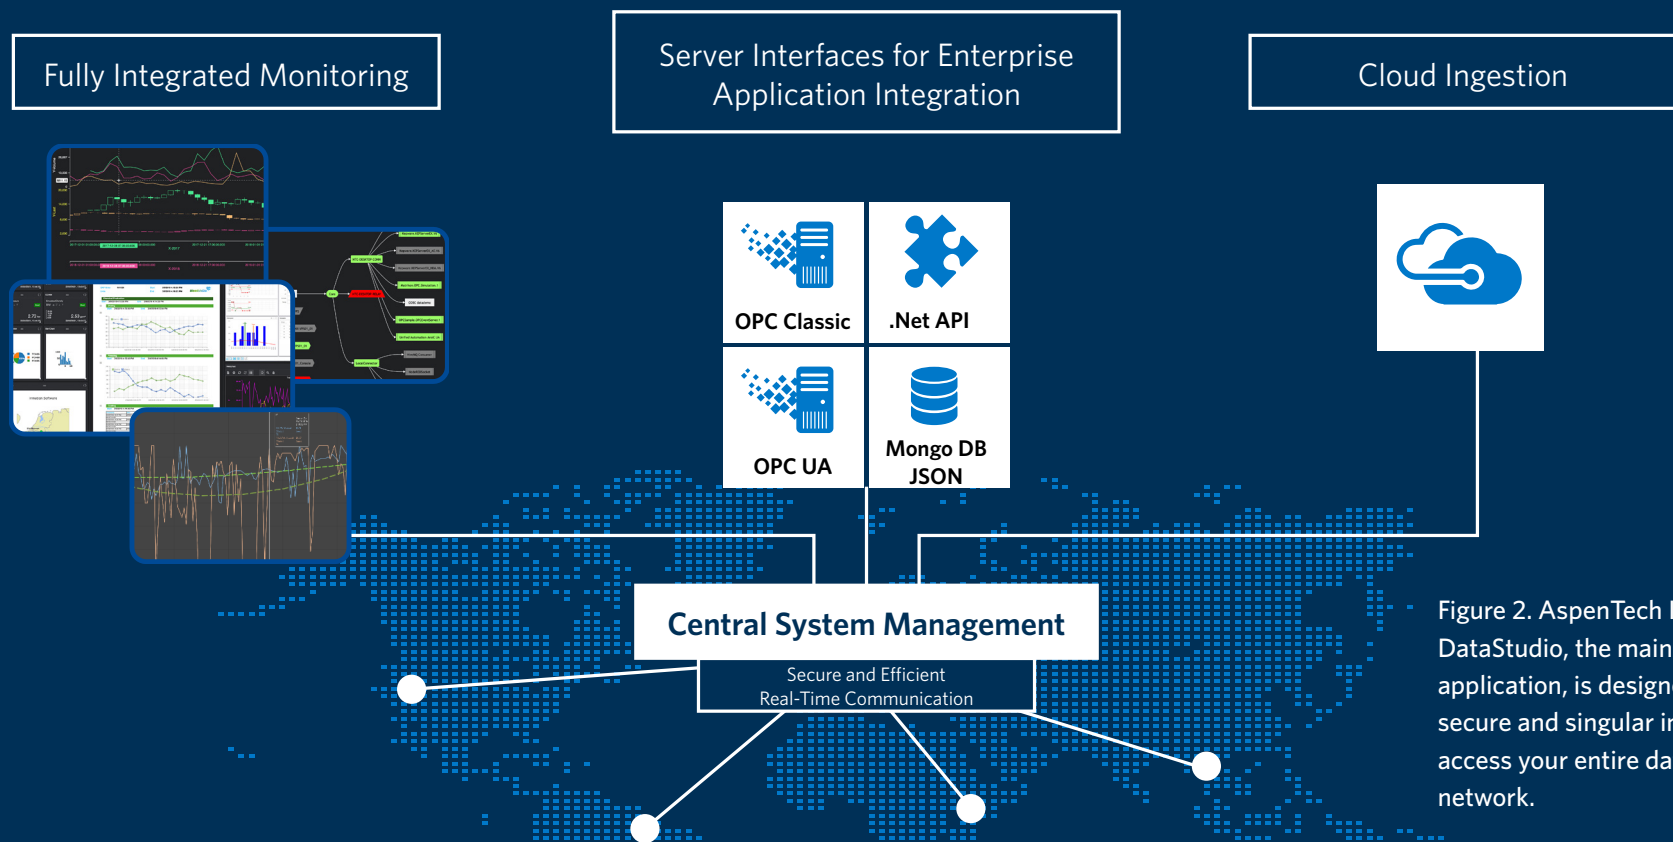 Fully Integrated Monitoring
Server Interfaces for Enterprise
Application Integration
Cloud Ingestion
OPC Classic
.Net API
OPC UA
Mongo DB
JSON
Central System Management
Secure and Efficient
Real-Time Communication
Figure 2. AspenTech
DataStudio, the main
application, is
secure and singular
access your entire
network.